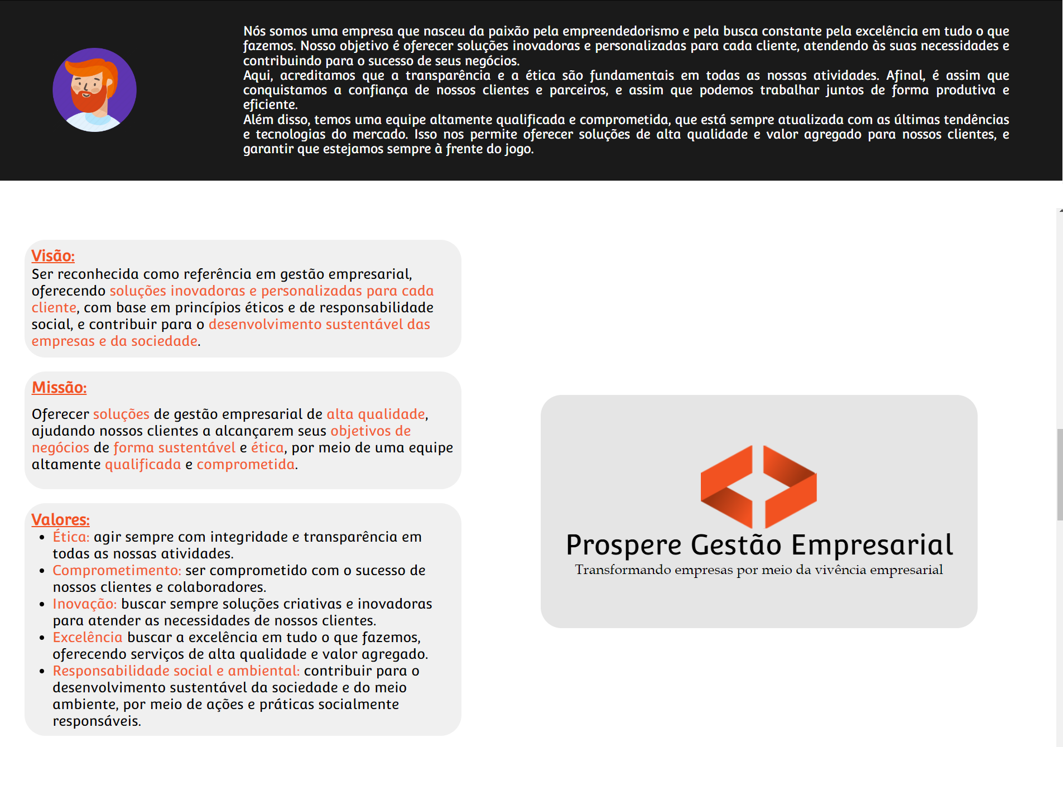 Nós somos uma empresa que nasceu da paixão pela empreendedorismo e pela busca constante pela excelência em tudo o que
fazemos. Nosso objetivo é oferecer soluções inovadoras e personalizadas para cada cliente, atendendo às suas necessidades e
contribuindo para o sucesso de seus negócios.
Aqui, acreditamos que a transparência e a ética são fundamentais em todas as nossas atividades. Afinal, é assim que
conquistamos a confiança de nossos clientes e parceiros, e assim que podemos trabalhar juntos de forma produtiva e
eficiente.
Além disso, temos uma equipe altamente qualificada e comprometida, que está sempre atualizada com as últimas tendências
e tecnologias do mercado. Isso nos permite oferecer soluções de alta qualidade e valor agregado para nossos clientes, e
garantir que estejamos sempre à frente do jogo.
Visão:
Ser reconhecida como referência em gestão empresarial,
oferecendo soluções inovadoras e personalizadas para cada
cliente, com base em princípios éticos e de responsabilidade
social, e contribuir para o desenvolvimento sustentável das
empresas e da sociedade.
Missão:
Oferecer soluções de gestão empresarial de alta qualidade,
ajudando nossos clientes a alcançarem seus objetivos de
negócios de forma sustentável e ética, por meio de uma equipe
altamente qualificada e comprometida.
Valores:
• Ética: agir sempre com integridade e transparência em
todas as nossas atividades.
• Comprometimento: ser comprometido com o sucesso de
nossos clientes e colaboradores.
• Inovação: buscar sempre soluções criativas e inovadoras
para atender as necessidades de nossos clientes.
• Excelência buscar a excelência em tudo o que fazemos,
oferecendo serviços de alta qualidade e valor agregado.
• Responsabilidade social e ambiental: contribuir para o
desenvolvimento sustentável da sociedade e do meio
ambiente, por meio de ações e práticas socialmente
responsáveis.
Prospere Gestão Empresarial
Transformando empresas por meio da vivência empresarial